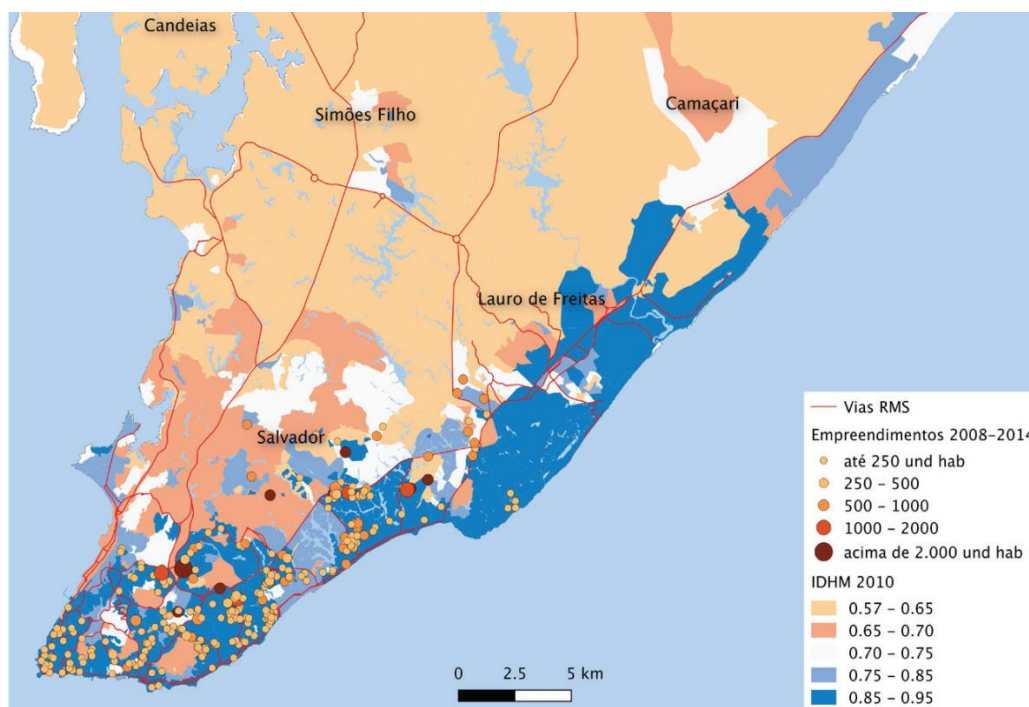 Candeias
Simões Filho
Camaçari
Lauro de Freitas
Salvador
Vias RMS
Empreendimentos 2008-2014
até 250 und hab
250 - 500
500 - 1000
1000 - 2000
acima de 2.000 und hab
IDHM 2010
0.57 - 0.65
0.65 - 0.70
0.70 - 0.75
0.75 - 0.85
0.85 - 0.95
0 2.5 5 km